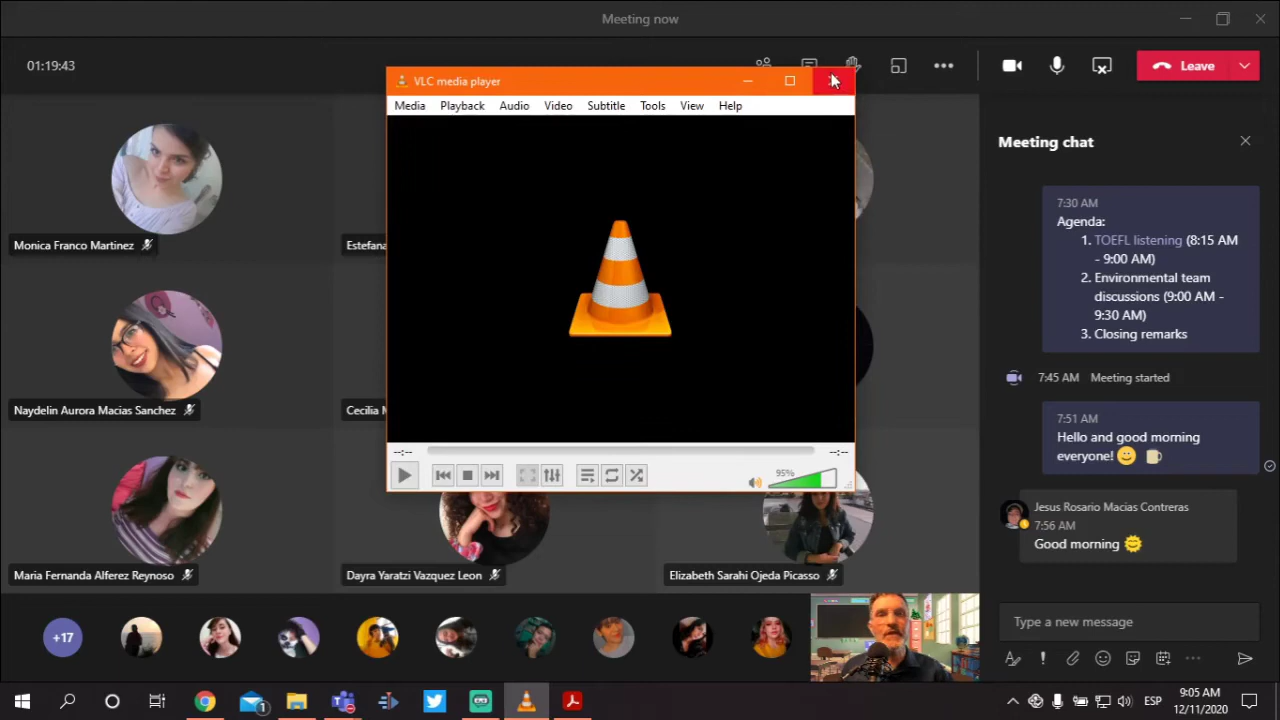 Meeting now
01:19:43
Leave
VLC media player
Media Playback Audio Video Subtitle Tools View Help
--:--
--:--
95%
Monica Franco Martinez
Estefana
Naydelin Aurora Macias Sanchez
Cecilia M
Maria Fernanda Alferez Reynoso
Dayra Yaratzi Vazquez Leon
Elizabeth Sarahi Ojeda Picasso
+17
Meeting chat
7:30 AM
Agenda:
1. TOEFL listening (8:15 AM
- 9:00 AM)
2. Environmental team
discussions (9:00 AM -
9:30 AM)
3. Closing remarks
7:45 AM Meeting started
7:51 AM
Hello and good morning
everyone!
Jesus Rosario Macias Contreras
7:56 AM
Good morning
Type a new message
1
ESP
9:05 AM
12/11/2020